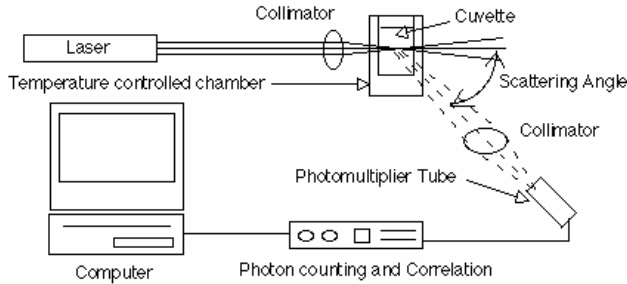 Collimator
Cuvette
Laser
Temperature controlled chamber
Scattering Angle
Collimator
Photomultiplier Tube
Computer
Photon counting and Correlation